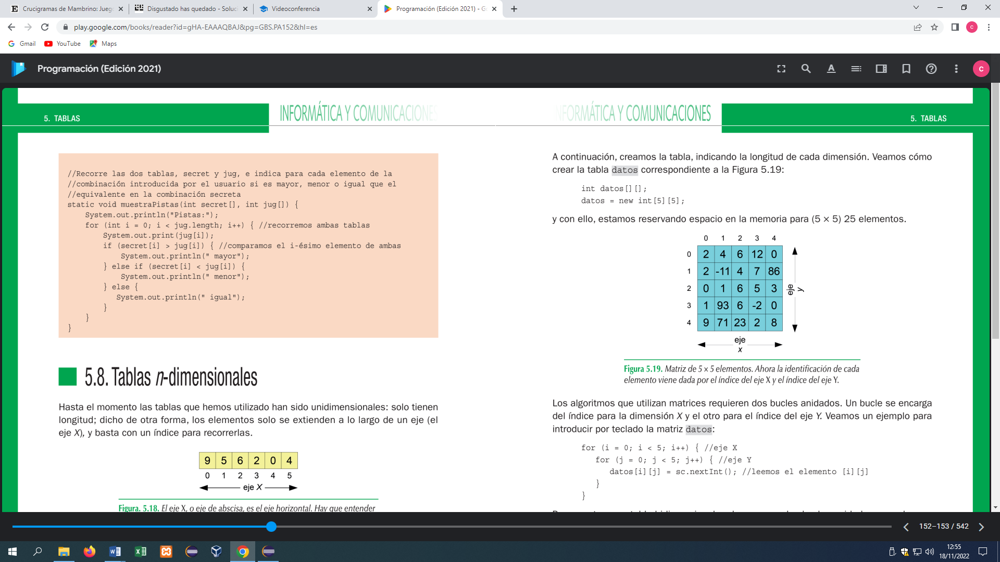 Crucigramas de Mambrino: Jueg
Disgustado has quedado - Soluci
Videoconferencia
Programación (Edición 2021) - Go
play.google.com/books/reader?id=gHA-EAAAQBAJ&pg=GBS.PA152&hl=es
C
Gmail
YouTube
Maps
Programación (Edición 2021)
C
5. TABLAS
INFORMÁTICA Y COMUNICACIONES
//Recorre las dos tablas, secret y jug, e indica para cada elemento de la
//combinación introducida por el usuario si es mayor, menor o igual que el
//equivalente en la combinación secreta
static void muestraPistas(int secret[], int jug[]) {
System.out.println("Pistas:");
for (int i = 0; i < jug.length; i++) { //recorremos ambas tablas
System.out.print(jug[i]);
if (secret[i] > jug[i]) { //comparamos el i-ésimo elemento de ambas
System.out.println(" mayor");
} else if (secret[i] < jug[i]) {
System.out.println(" menor");
} else {
System.out.println(" igual");
}
}
}
5.8. Tablas n-dimensionales
Hasta el momento las tablas que hemos utilizado han sido unidimensionales: solo tienen
longitud; dicho de otra forma, los elementos solo se extienden a lo largo de un eje (el
eje X), y basta con un índice para recorrerlas.
9 5 6 2 0 4
0 1 2 3 4 5
eje X
Figura. 5.18. El eje X, o eje de abscisa, es el eje horizontal. Hay que entender
INFORMÁTICA Y COMUNICACIONES
5. TABLAS
A continuación, creamos la tabla, indicando la longitud de cada dimensión. Veamos cómo
crear la tabla datos correspondiente a la Figura 5.19:
int datos[][];
datos = new int[5][5];
y con ello, estamos reservando espacio en la memoria para (5 × 5) 25 elementos.
0 1 2 3 4
0 2 4 6 12 0
1 2 -11 4 7 86
2 0 1 6 5 3
3 1 93 6 -2 0
4 9 71 23 2 8
eje y
eje
x
Figura 5.19. Matriz de 5 × 5 elementos. Ahora la identificación de cada
elemento viene dada por el índice del eje X y el índice del eje Y.
Los algoritmos que utilizan matrices requieren dos bucles anidados. Un bucle se encarga
del índice para la dimensión X y el otro para el índice del eje Y. Veamos un ejemplo para
introducir por teclado la matriz datos:
for (i = 0; i < 5; i++) { //eje X
for (j = 0; j < 5; j++) { //eje Y
datos[i][j] = sc.nextInt(); //leemos el elemento [i][j]
}
}
152–153 / 542
12:55
18/11/2022